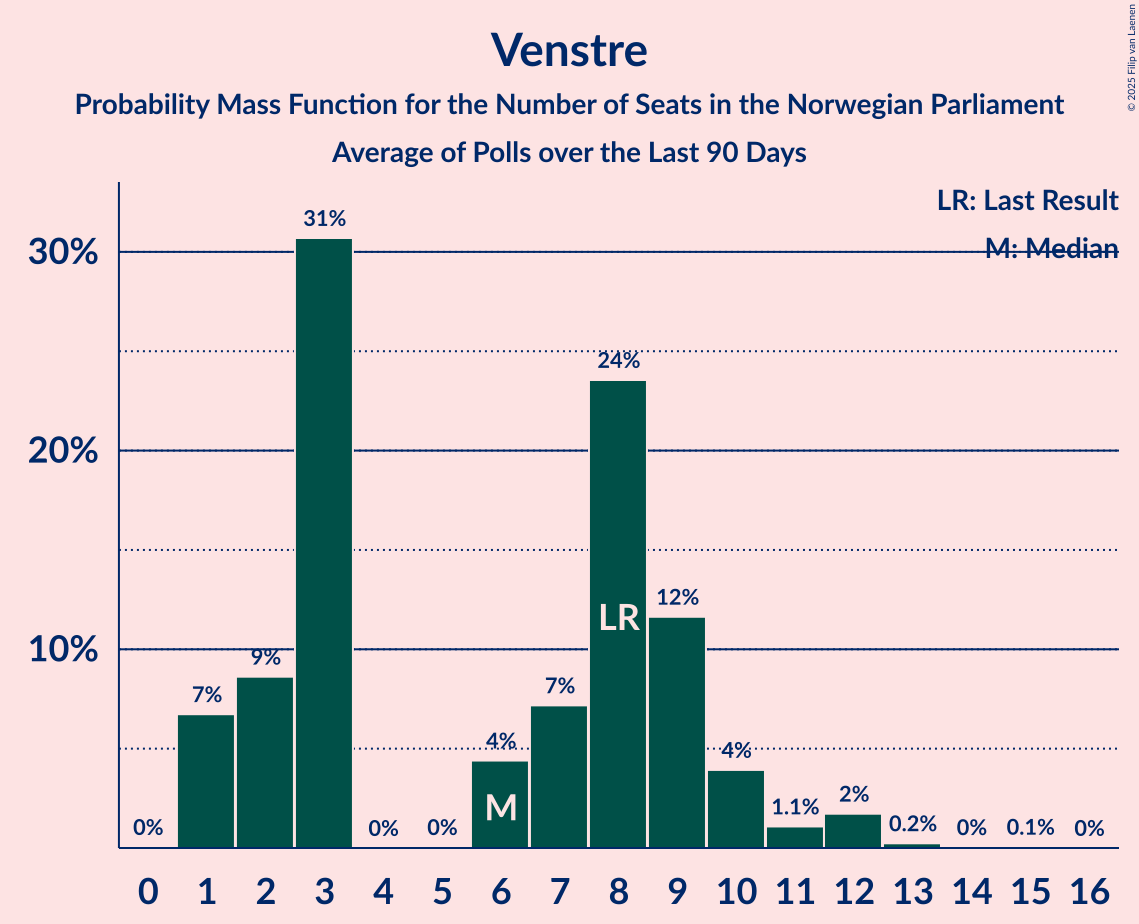 Venstre
Probability Mass Function for the Number of Seats in the Norwegian Parliament
Average of Polls over the Last 90 Days
© 2025 Filip van Laenen
LR: Last Result
M: Median
30%
20%
10%
0%
7%
9%
31%
0%
0%
4%
7%
24%
12%
4%
1.1%
2%
0.2%
0%
0.1%
0%
M
LR
0 1 2 3 4 5 6 7 8 9 10 11 12 13 14 15 16